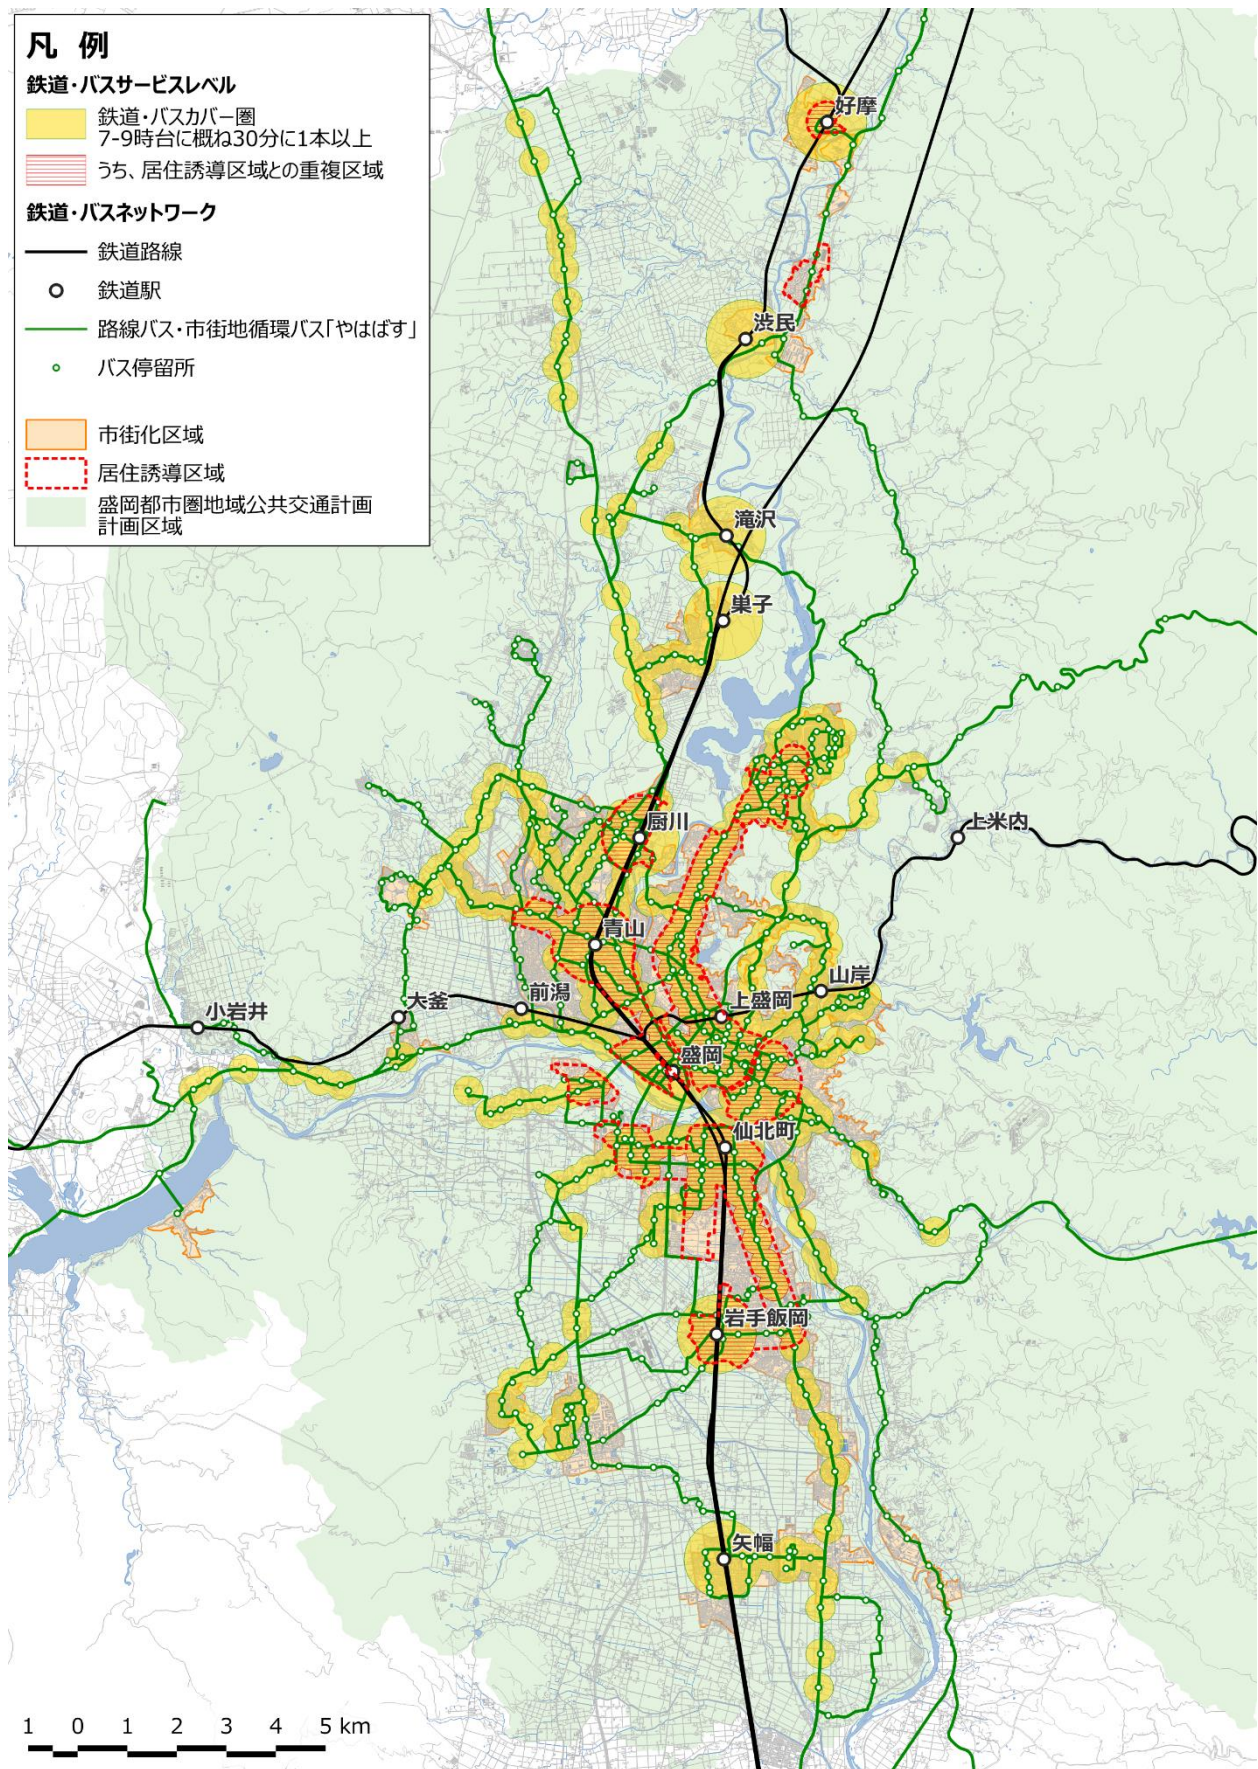 凡 例
鉄道・バスサービスレベル
鉄道・バスカバー圏
7-9時台に概ね30分に1本以上
うち、居住誘導区域との重複区域
鉄道・バスネットワーク
鉄道路線
鉄道駅
路線バス・市街地循環バス「やはばす」
バス停留所
市街化区域
居住誘導区域
盛岡都市圏地域公共交通計画
計画区域
好摩
渋民
滝沢
巣子
厨川
上米内
青山
山岸
前潟
上盛岡
大釜
小岩井
盛岡
仙北町
岩手飯岡
矢幅
1 0 1 2 3 4 5 km